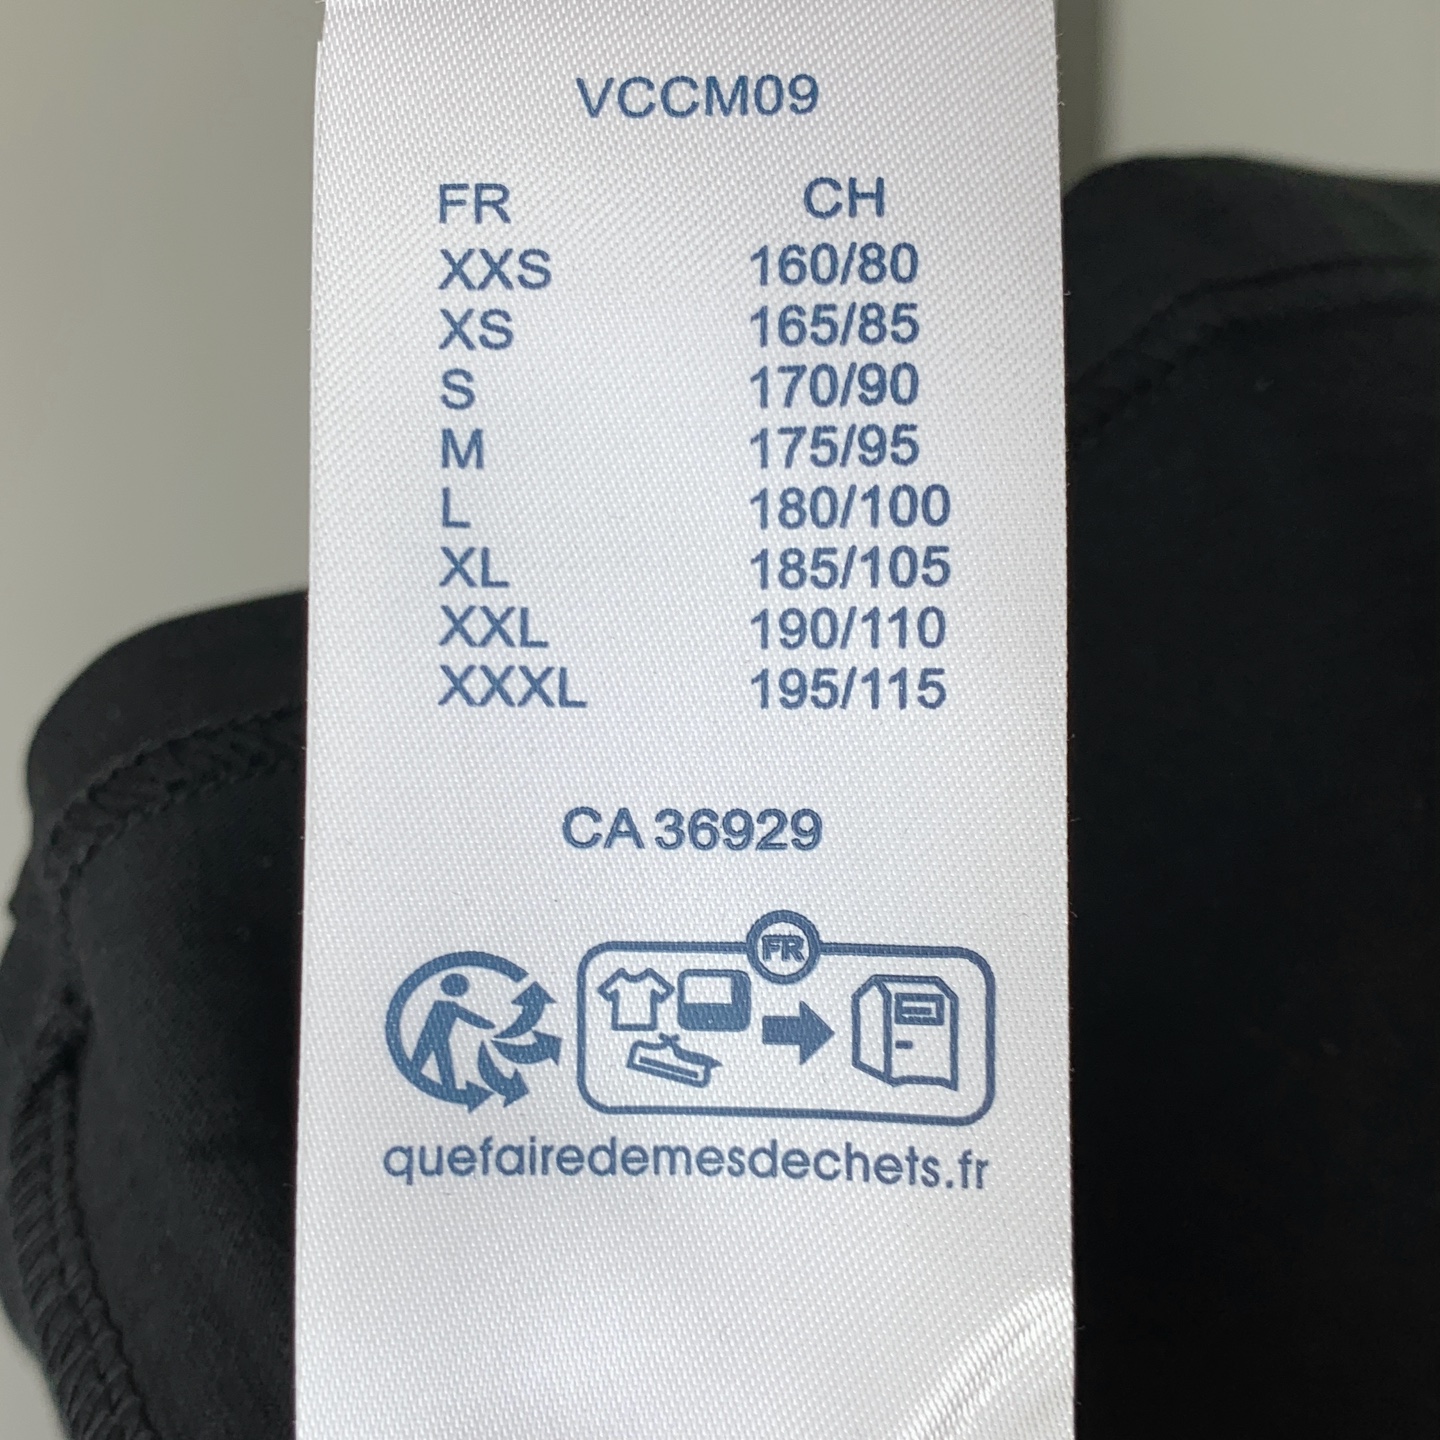 VCCM09
FR CH
XXS 160/80
XS 165/85
S 170/90
M 175/95
L 180/100
XL 185/105
XXL 190/110
XXXL 195/115
CA 36929
FR
quefairedemesdechets.fr